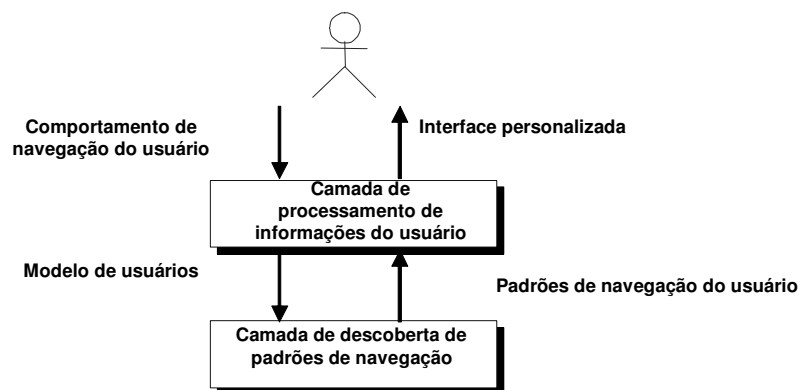 Comportamento de
navegação do usuário
Interface personalizada
Camada de
processamento de
informações do usuário
Modelo de usuários
Padrões de navegação do usuário
Camada de descoberta de
padrões de navegação